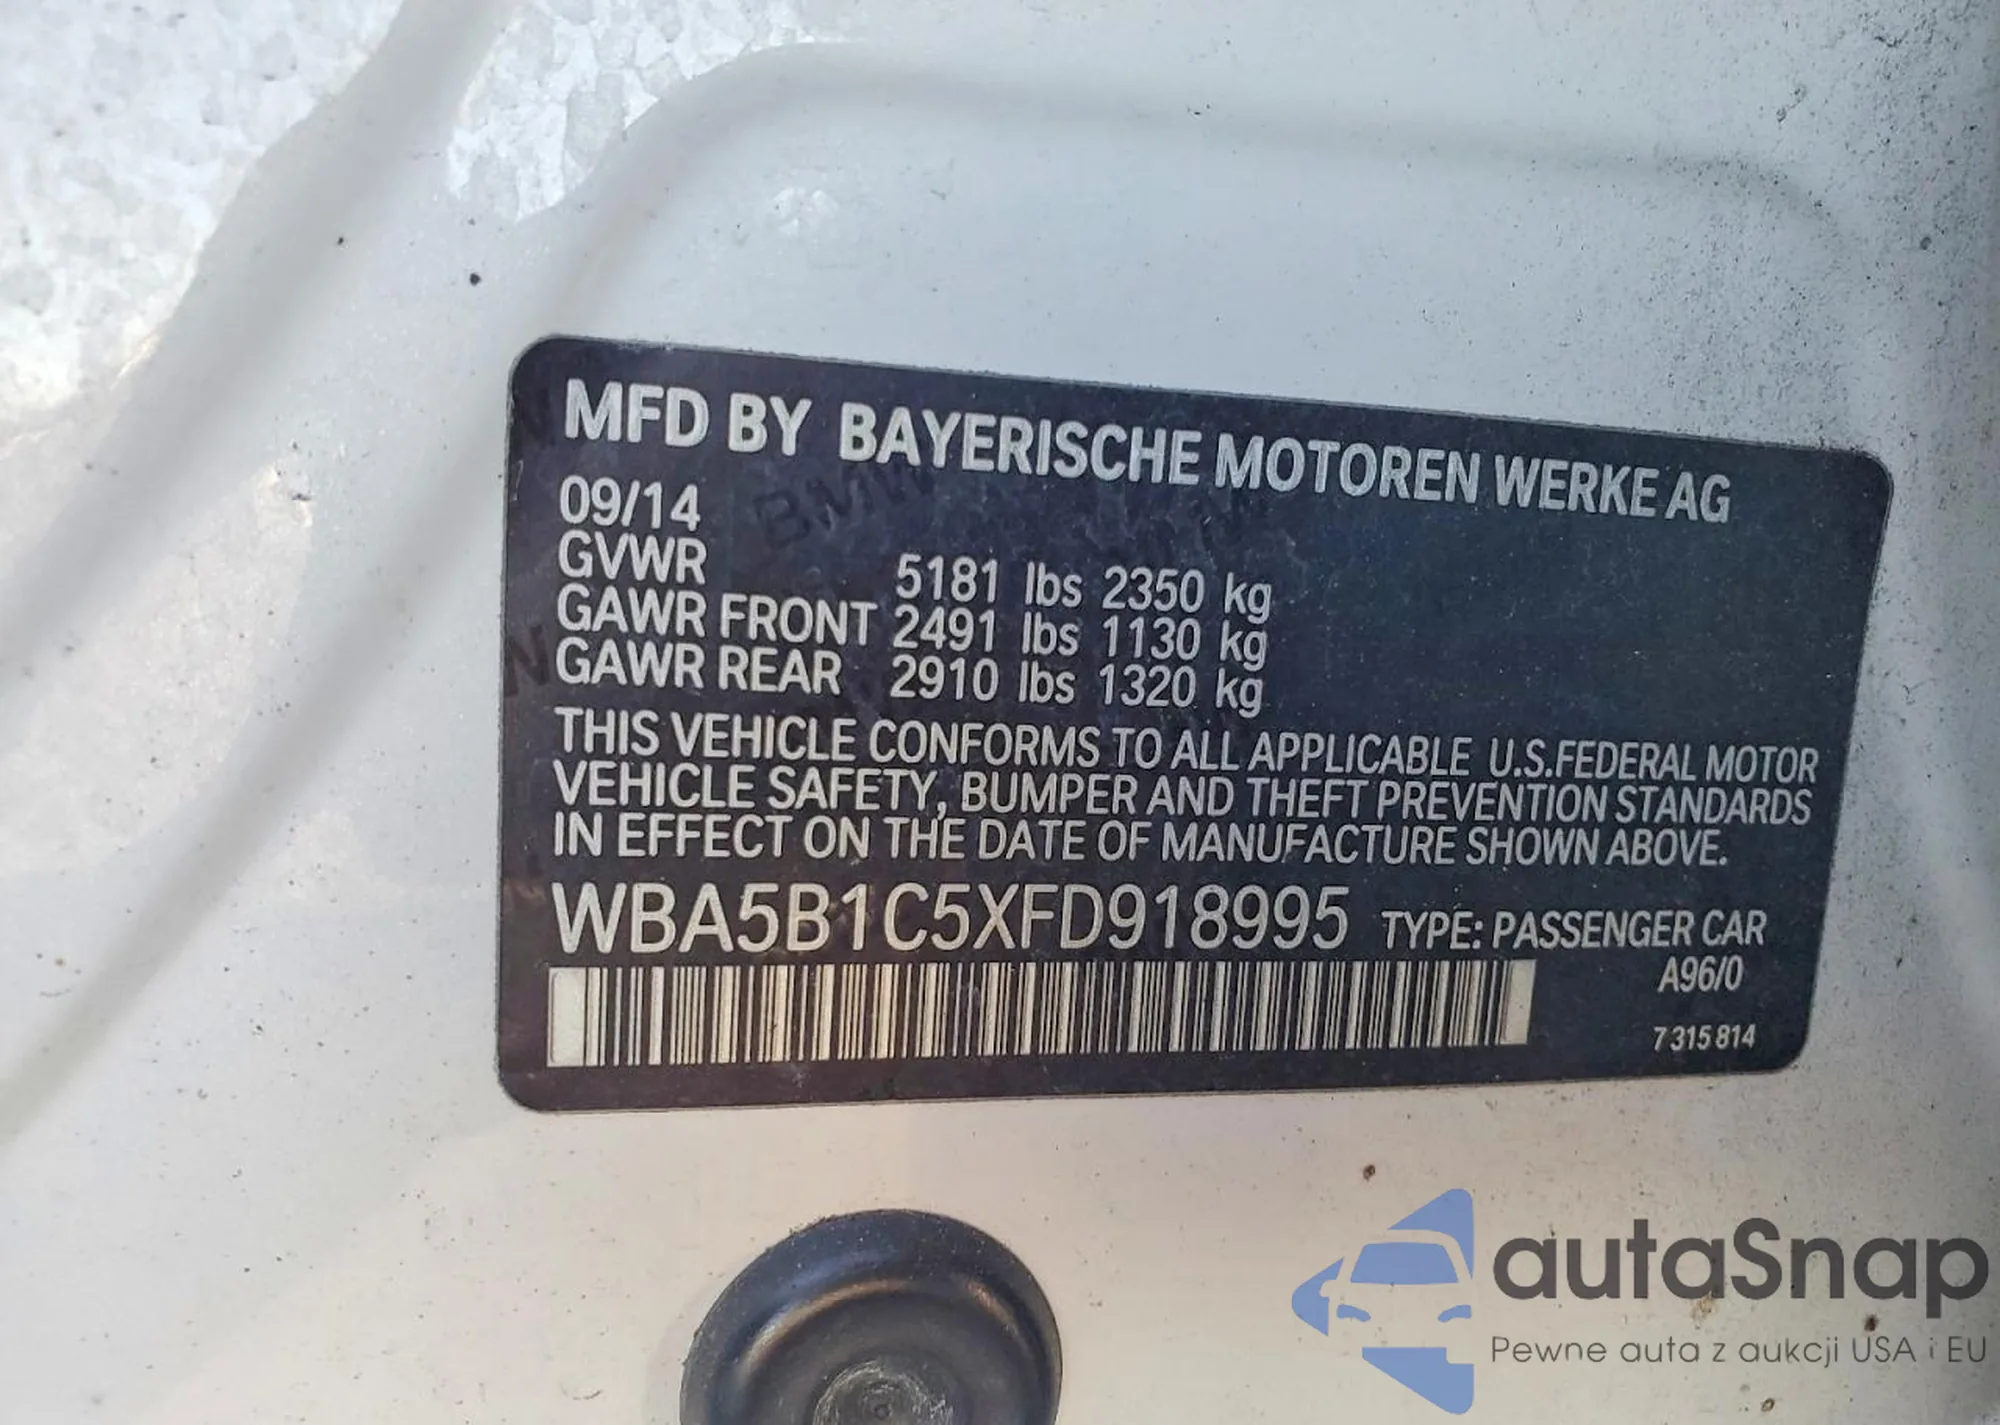 MFD BY BAYERISCHE MOTOREN WERKE AG
09/14
GVWR 5181 lbs 2350 kg
GAWR FRONT 2491 lbs 1130 kg
GAWR REAR 2910 lbs 1320 kg
THIS VEHICLE CONFORMS TO ALL APPLICABLE U.S.FEDERAL MOTOR
VEHICLE SAFETY, BUMPER AND THEFT PREVENTION STANDARDS
IN EFFECT ON THE DATE OF MANUFACTURE SHOWN ABOVE.
WBA5B1C5XFD918995 TYPE: PASSENGER CAR
A96/0
7315814
autaSnap
Pewne auta z aukcji USA i EU